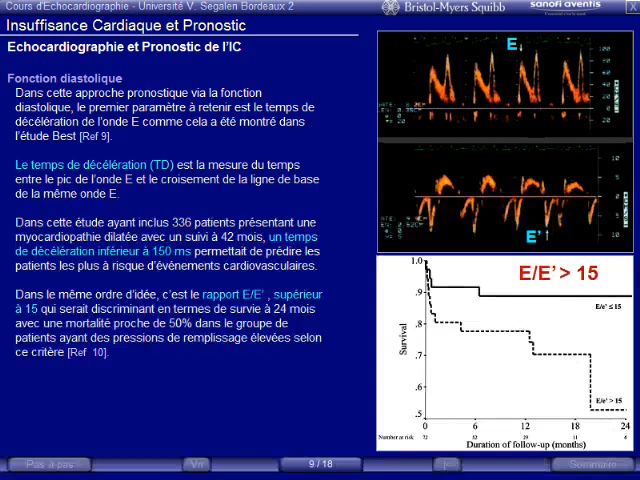 Cours d'Echocardiographie - Université V. Segalen Bordeaux 2
Bristol-Myers Squibb
sanofi aventis
X
Insuffisance Cardiaque et Pronostic
Echocardiographie et Pronostic de l'IC
Fonction diastolique
Dans cette approche pronostique via la fonction
diastolique, le premier paramètre à retenir est le temps de
décélération de l'onde E comme cela a été montré dans
l'étude Best [Ref 9].
Le temps de décélération (TD) est la mesure du temps
entre le pic de l'onde E et le croisement de la ligne de base
de la même onde E.
Dans cette étude ayant inclus 336 patients présentant une
myocardiopathie dilatée avec un suivi à 42 mois, un temps
de décélération inférieur à 150 ms permettait de prédire les
patients les plus à risque d'évènements cardiovasculaires.
Dans le même ordre d'idée, c'est le rapport E/E' , supérieur
à 15 qui serait discriminant en termes de survie à 24 mois
avec une mortalité proche de 50% dans le groupe de
patients ayant des pressions de remplissage élevées selon
ce critère [Ref 10].
E
E'
E/E' > 15
1.0
.9
.8
.7
.6
.5
Survival
E/e' ≤ 15
E/e' > 15
0 6 12 18 24
Number at risk 72 52 29 11 4
Duration of follow-up (months)
Pas à pas
9 / 18
Sommaire